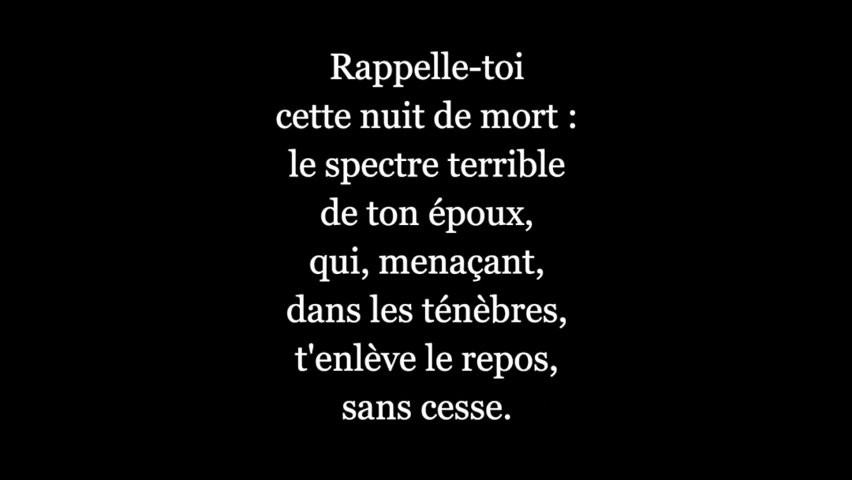 Rappelle-toi
cette nuit de mort :
le spectre terrible
de ton époux,
qui, menaçant,
dans les ténèbres,
t'enlève le repos,
sans cesse.